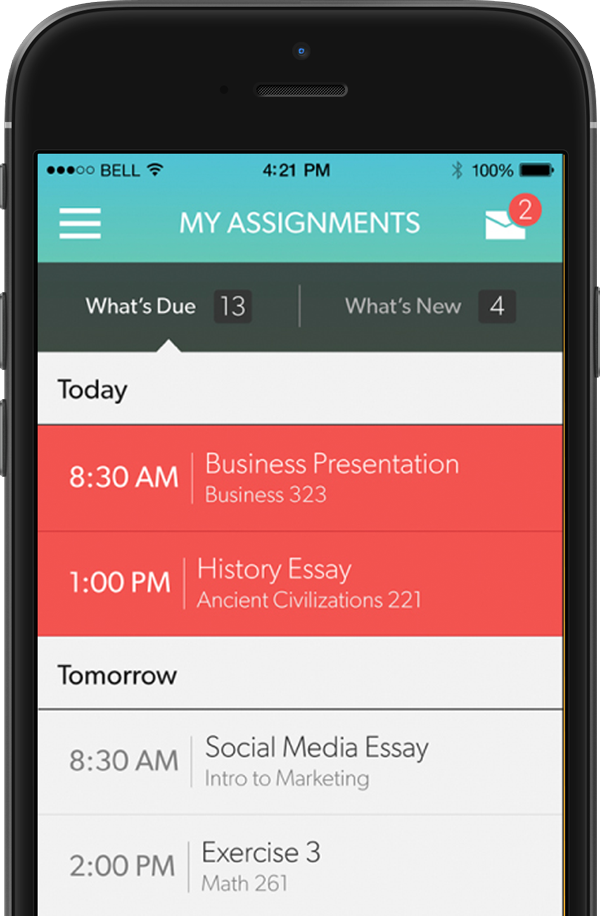 BELL 4:21 PM 100%
MY ASSIGNMENTS 2
What's Due 13 What's New 4
Today
8:30 AM Business Presentation
Business 323
1:00 PM History Essay
Ancient Civilizations 221
Tomorrow
8:30 AM Social Media Essay
Intro to Marketing
2:00 PM Exercise 3
Math 261